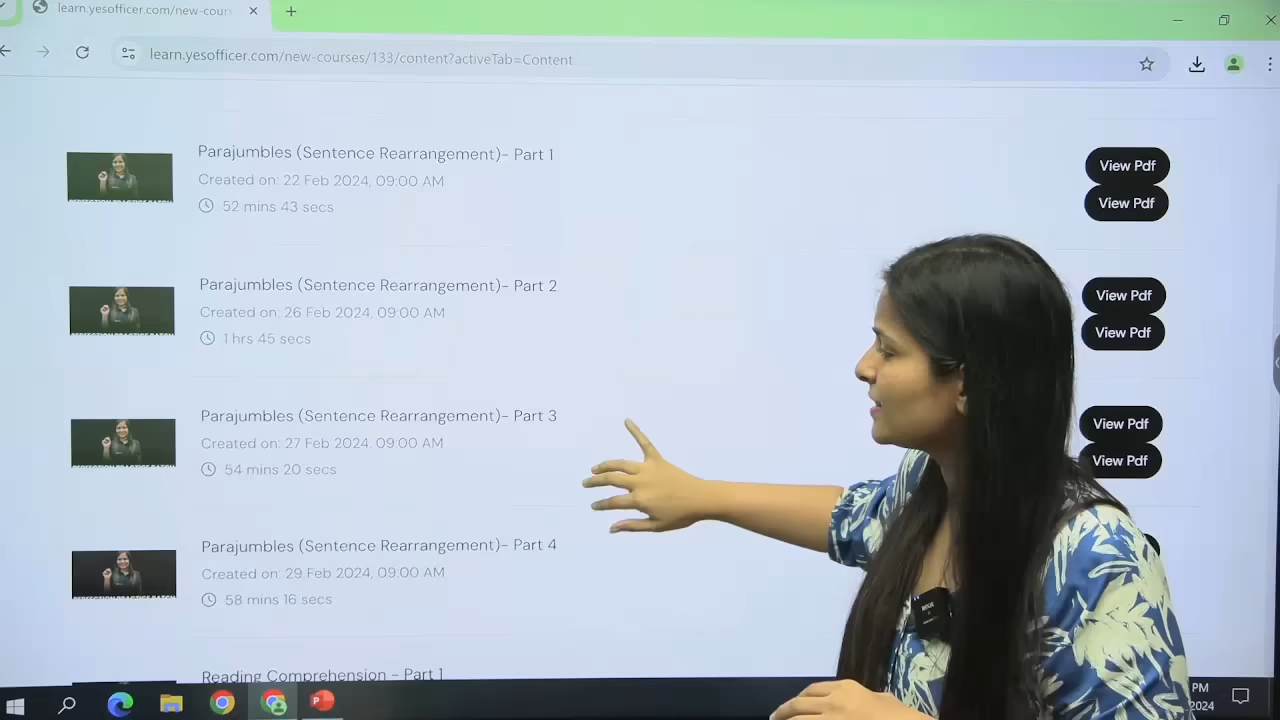 learn.yesofficer.com/new-cours
learn.yesofficer.com/new-courses/133/content?activeTab=Content
Parajumbles (Sentence Rearrangement)- Part 1
Created on: 22 Feb 2024, 09:00 AM
52 mins 43 secs
View Pdf
View Pdf
Parajumbles (Sentence Rearrangement)- Part 2
Created on: 26 Feb 2024, 09:00 AM
1 hrs 45 secs
View Pdf
View Pdf
Parajumbles (Sentence Rearrangement)- Part 3
Created on: 27 Feb 2024, 09:00 AM
54 mins 20 secs
View Pdf
View Pdf
Parajumbles (Sentence Rearrangement)- Part 4
Created on: 29 Feb 2024, 09:00 AM
58 mins 16 secs
Reading Comprehension - Part 1
PM
2024